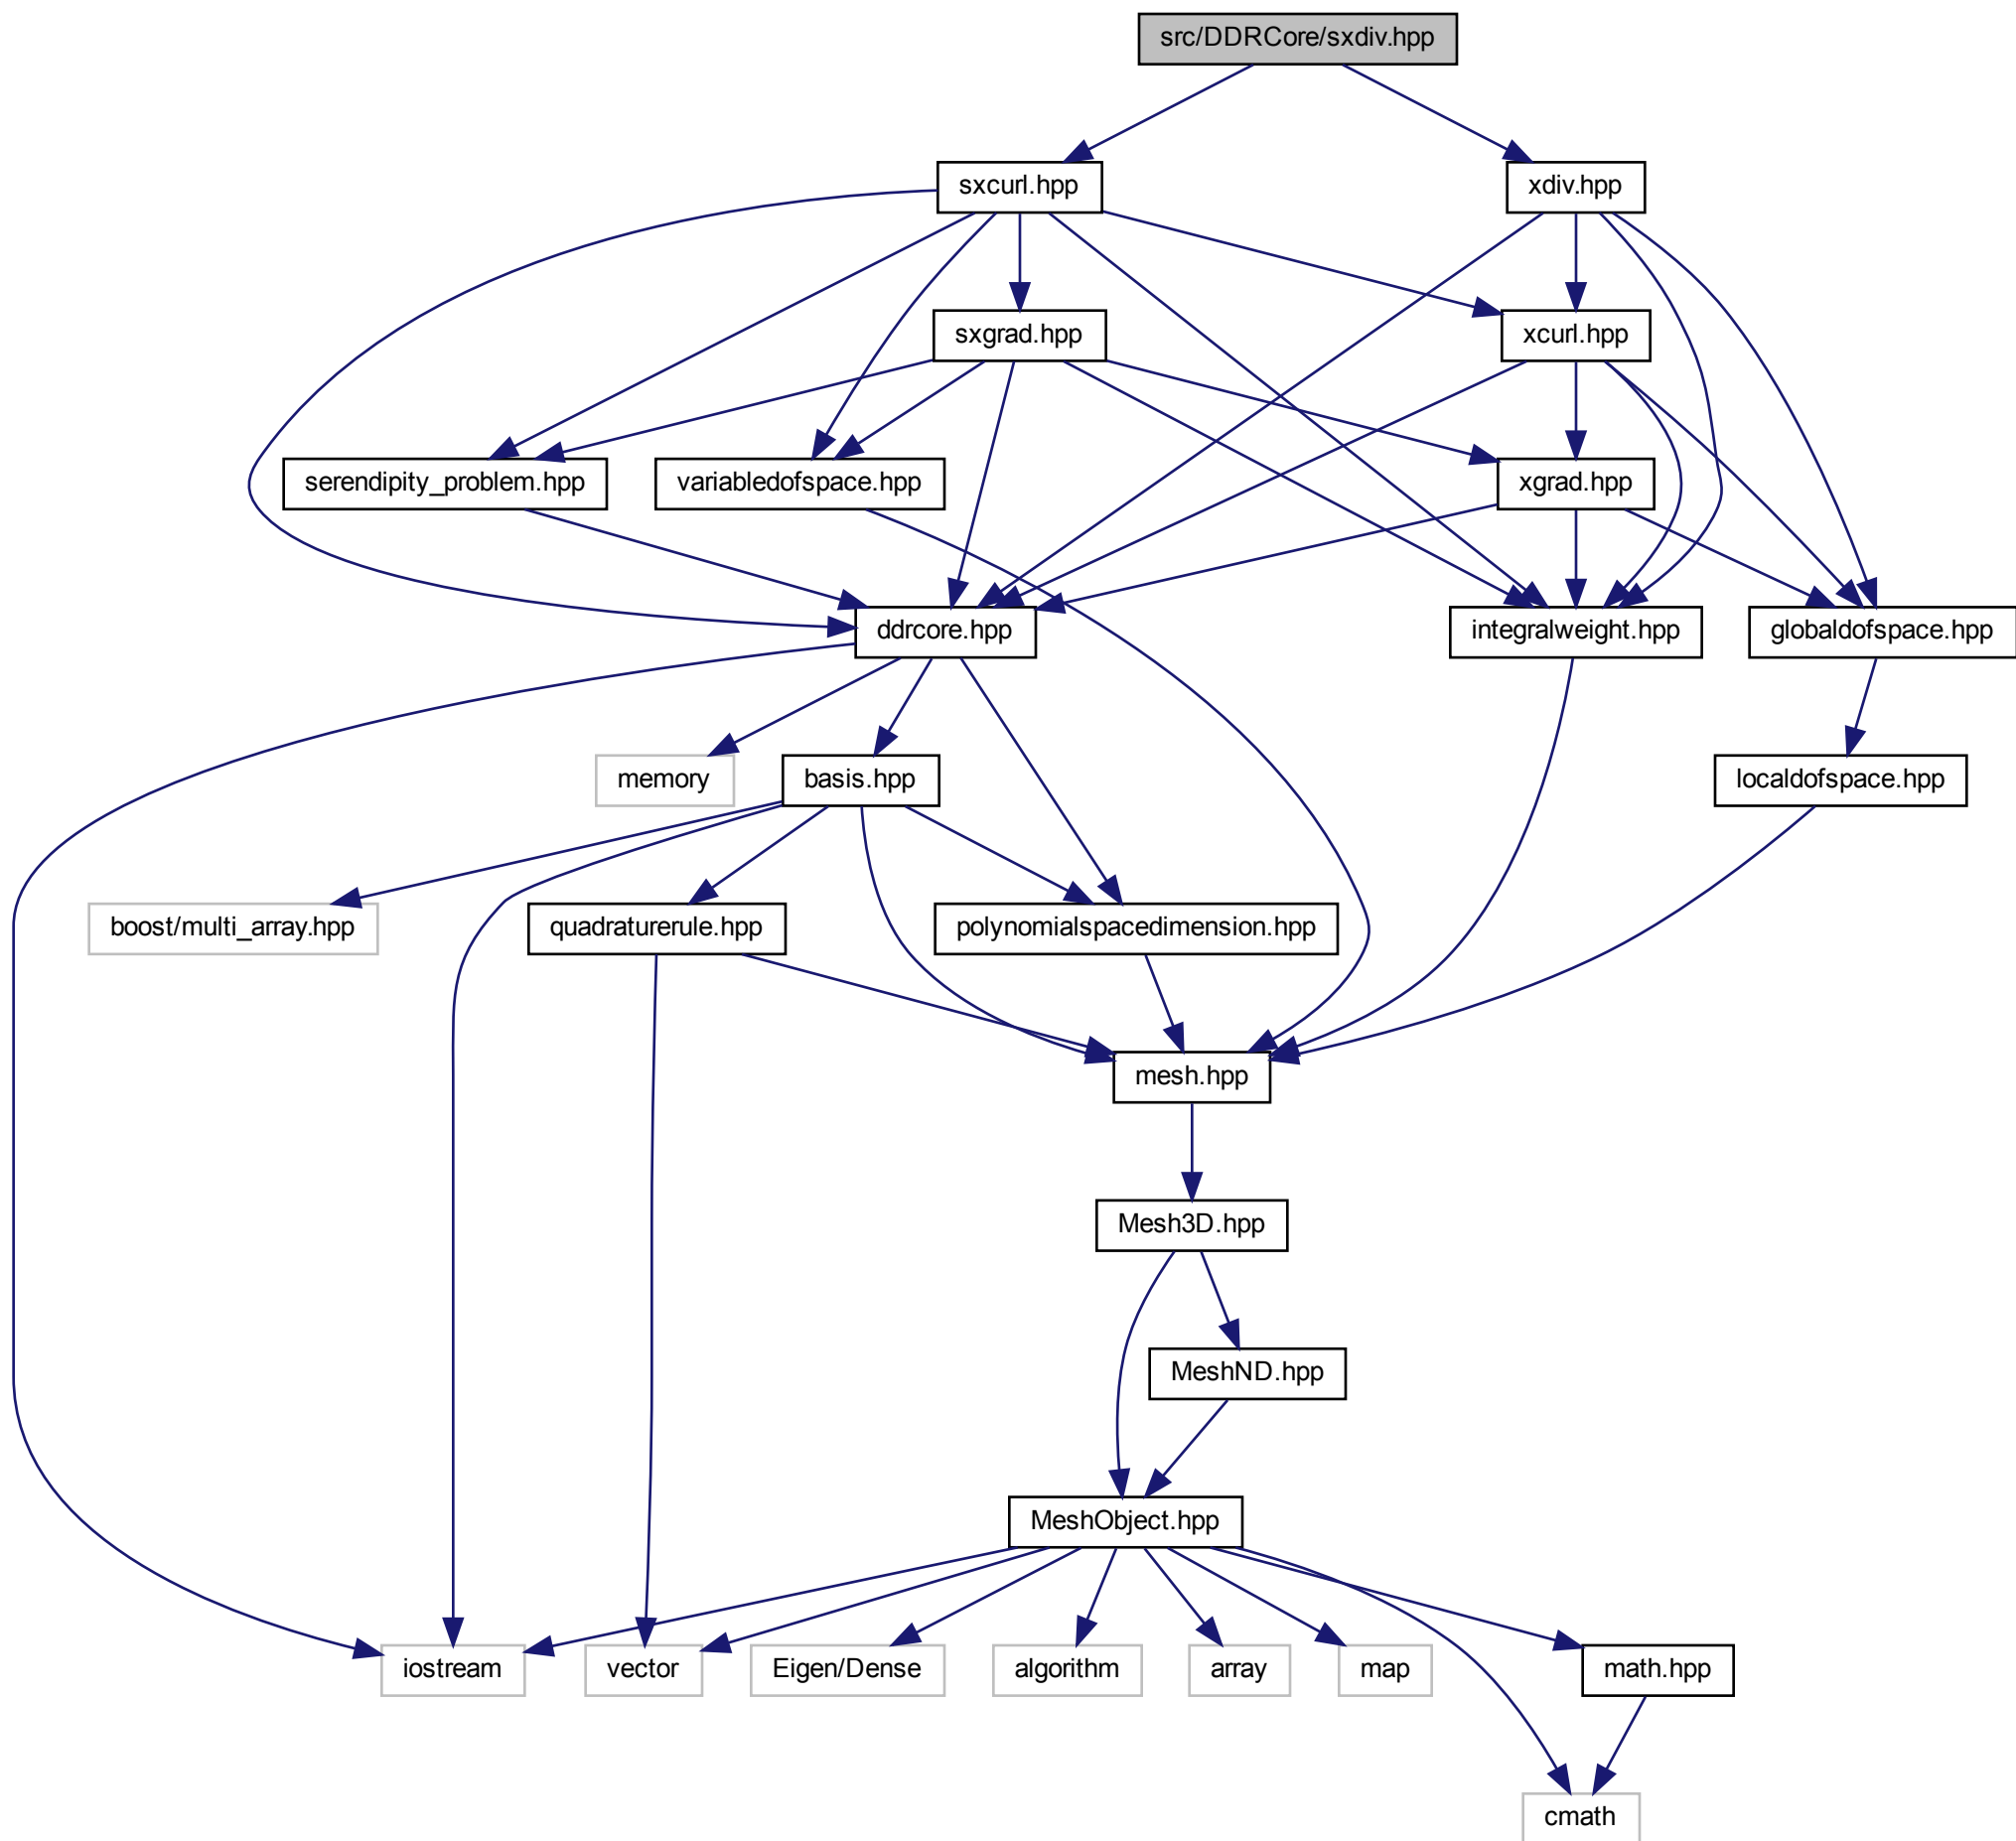 src/DDRCore/sxdiv.hpp
sxcurl.hpp
xdiv.hpp
sxgrad.hpp
xcurl.hpp
serendipity_problem.hpp
variabledofspace.hpp
xgrad.hpp
ddrcore.hpp
integralweight.hpp
globaldofspace.hpp
memory
basis.hpp
localdofspace.hpp
boost/multi_array.hpp
quadraturerule.hpp
polynomialspacedimension.hpp
mesh.hpp
Mesh3D.hpp
MeshND.hpp
MeshObject.hpp
iostream
vector
Eigen/Dense
algorithm
array
map
math.hpp
cmath